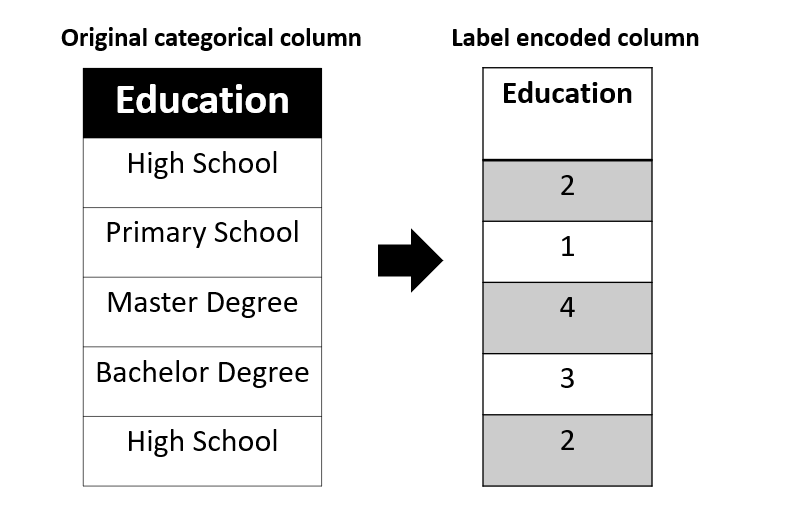 Original categorical column
Label encoded column
Education
High School
Primary School
Master Degree
Bachelor Degree
High School
Education
2
1
4
3
2